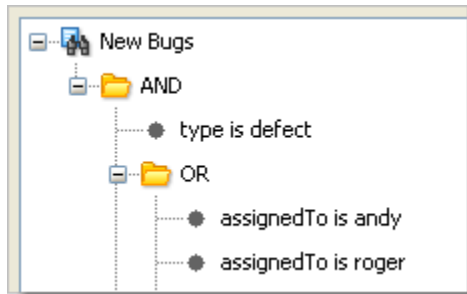 New Bugs
AND
type is defect
OR
assignedTo is andy
assignedTo is roger